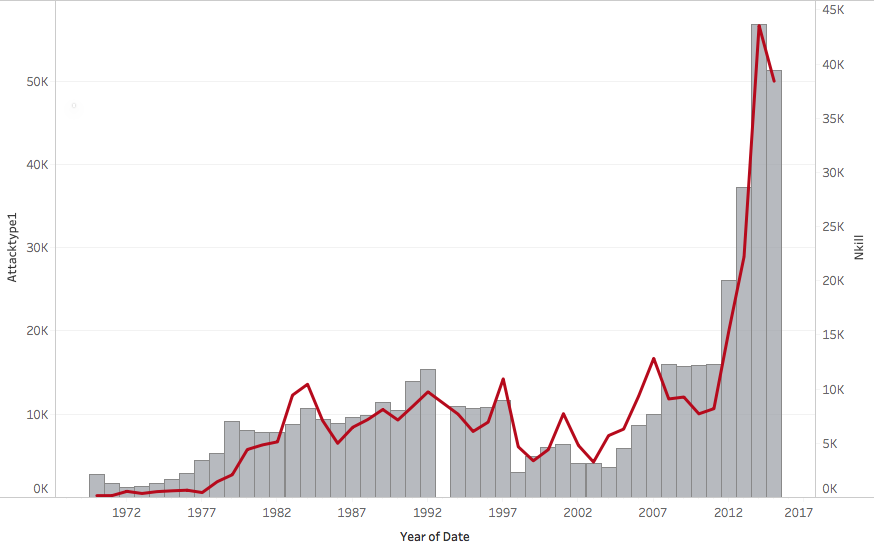 45K
50K
40K
40K
35K
30K
30K
25K
Attacktype1
Nkill
20K
20K
15K
10K
10K
5K
0K
0K
1972 1977 1982 1987 1992 1997 2002 2007 2012 2017
Year of Date